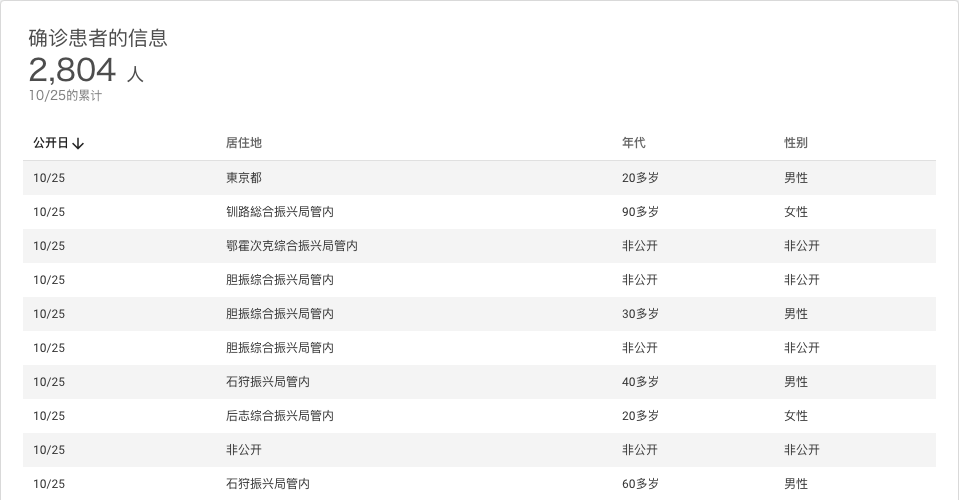 确诊患者的信息
2,804 人
10/25的累计
公开日↓ 居住地 年代 性别
10/25 東京都 20多岁 男性
10/25 钏路総合振兴局管内 90多岁 女性
10/25 鄂霍次克综合振兴局管内 非公开 非公开
10/25 胆振综合振兴局管内 非公开 非公开
10/25 胆振综合振兴局管内 30多岁 男性
10/25 胆振综合振兴局管内 非公开 非公开
10/25 石狩振兴局管内 40多岁 男性
10/25 后志综合振兴局管内 20多岁 女性
10/25 非公开 非公开 非公开
10/25 石狩振兴局管内 60多岁 男性